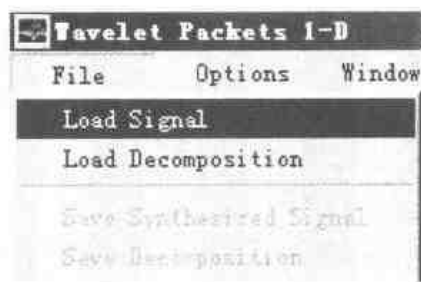 Wavelet Packets 1-D
File Options Window
Load Signal
Load Decomposition
Save Synthesized Signal
Save Decomposition